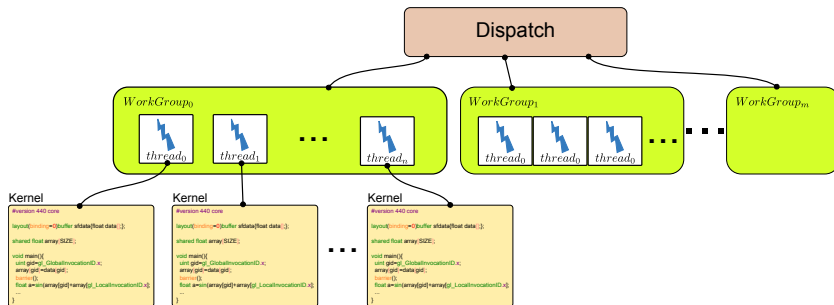 Dispatch
WorkGroup0
thread0
thread1
...
threadn
WorkGroup1
thread0
thread0
thread0
...
...
WorkGroupm
Kernel
#version 440 core
layout(binding=0)buffer sfdata{float data[];};
shared float array[SIZE];
void main(){
uint gid=gl_GlobalInvocationID.x;
array[gid]=data[gid];
barrier();
float a=sin(array[gid]+array[gl_LocalInvocationID.x];
...
}
Kernel
#version 440 core
layout(binding=0)buffer sfdata{float data[];};
shared float array[SIZE];
void main(){
uint gid=gl_GlobalInvocationID.x;
array[gid]=data[gid];
barrier();
float a=sin(array[gid]+array[gl_LocalInvocationID.x];
...
}
...
Kernel
#version 440 core
layout(binding=0)buffer sfdata{float data[];};
shared float array[SIZE];
void main(){
uint gid=gl_GlobalInvocationID.x;
array[gid]=data[gid];
barrier();
float a=sin(array[gid]+array[gl_LocalInvocationID.x];
...
}